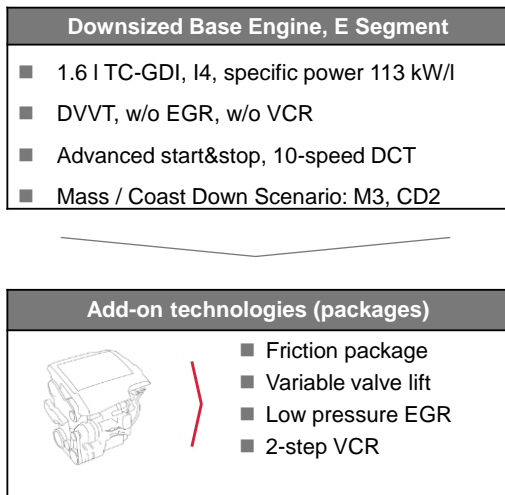 Downsized Base Engine, E Segment
■ 1.6 l TC-GDI, I4, specific power 113 kW/l
■ DVVT, w/o EGR, w/o VCR
■ Advanced start&stop, 10-speed DCT
■ Mass / Coast Down Scenario: M3, CD2
Add-on technologies (packages)
■ Friction package
■ Variable valve lift
■ Low pressure EGR
■ 2-step VCR